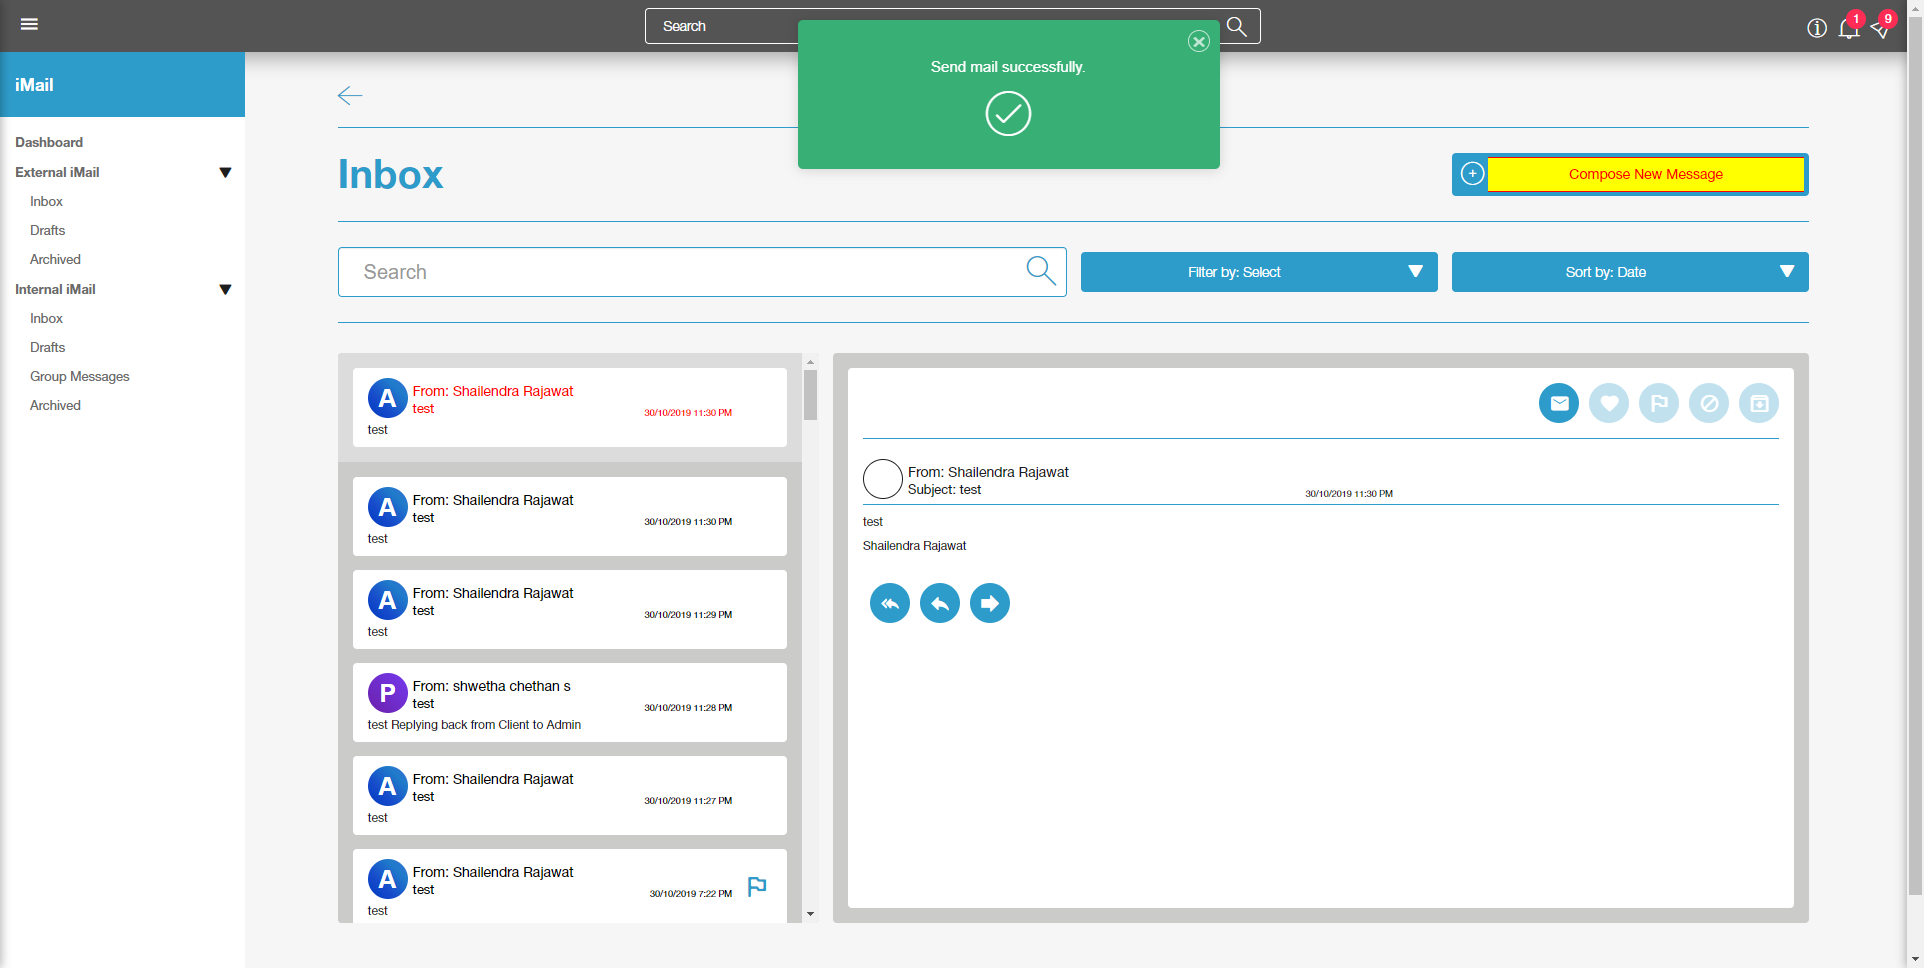 Search
1
9
Send mail successfully.
iMail
Dashboard
External iMail
Inbox
Drafts
Archived
Internal iMail
Inbox
Drafts
Group Messages
Archived
Inbox
Compose New Message
Search
Filter by: Select
Sort by: Date
A
From: Shailendra Rajawat
test
30/10/2019 11:30 PM
test
A
From: Shailendra Rajawat
test
30/10/2019 11:30 PM
test
A
From: Shailendra Rajawat
test
30/10/2019 11:29 PM
test
P
From: shwetha chethan s
test
30/10/2019 11:28 PM
test Replying back from Client to Admin
A
From: Shailendra Rajawat
test
30/10/2019 11:27 PM
test
A
From: Shailendra Rajawat
test
30/10/2019 7:22 PM
test
From: Shailendra Rajawat
Subject: test
30/10/2019 11:30 PM
test
Shailendra Rajawat